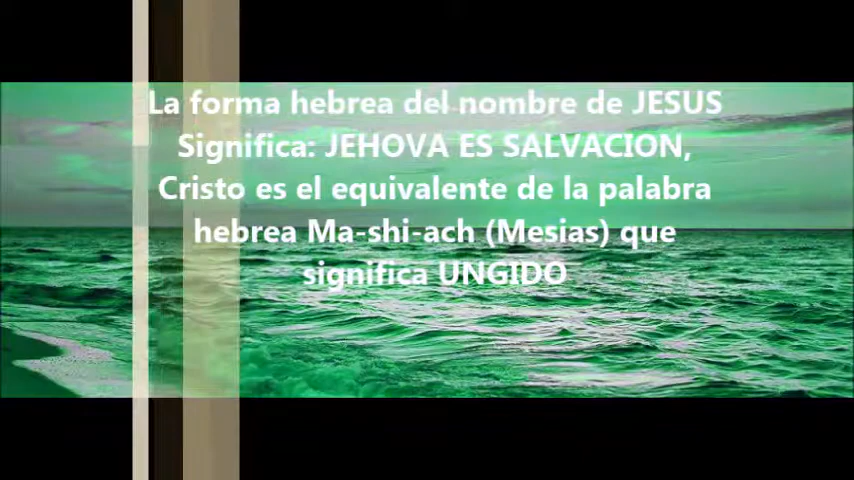 La forma hebrea del nombre de JESUS
Significa: JEHOVA ES SALVACION,
Cristo es el equivalente de la palabra
hebrea Ma-shi-ach (Mesias) que
significa UNGIDO